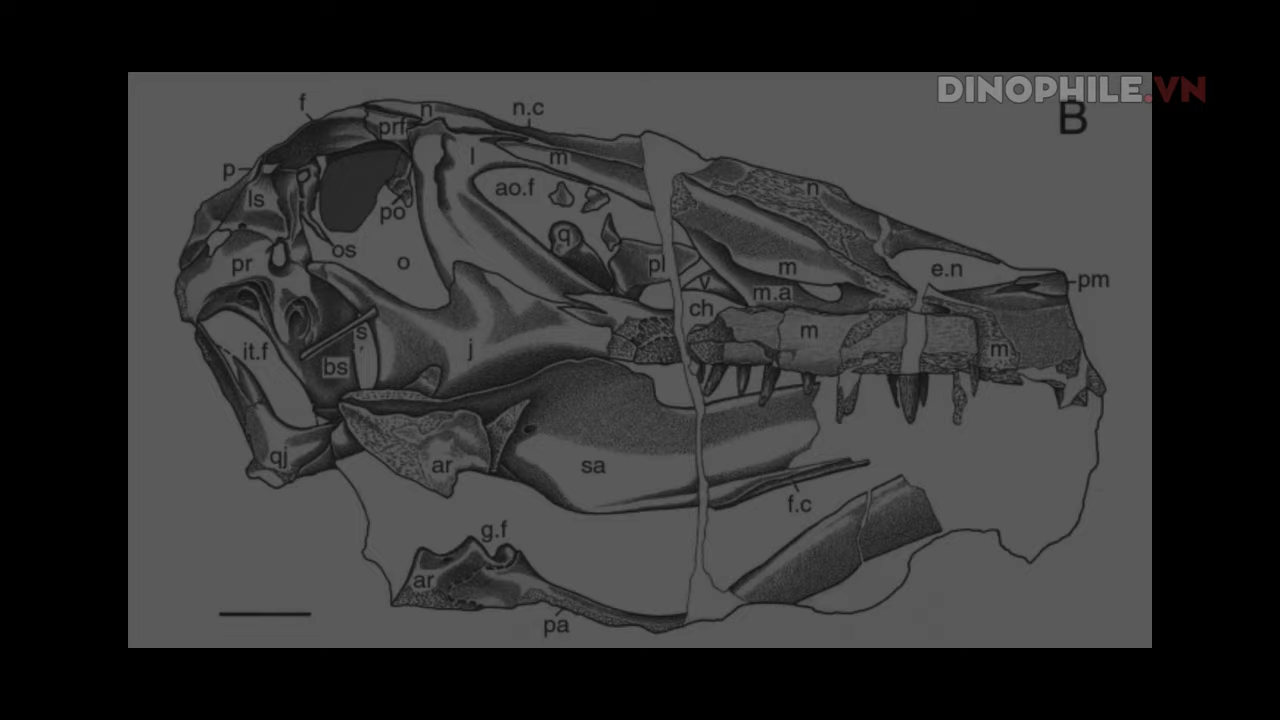 DINOPHILE.VN
B
f
n
n.c
prf
p
l
m
ao.f
n
ls
po
q
os
pr
o
pl
v
m
e.n
pm
m.a
ch
s
m
m
it.f
bs
j
qj
ar
sa
f.c
g.f
ar
pa